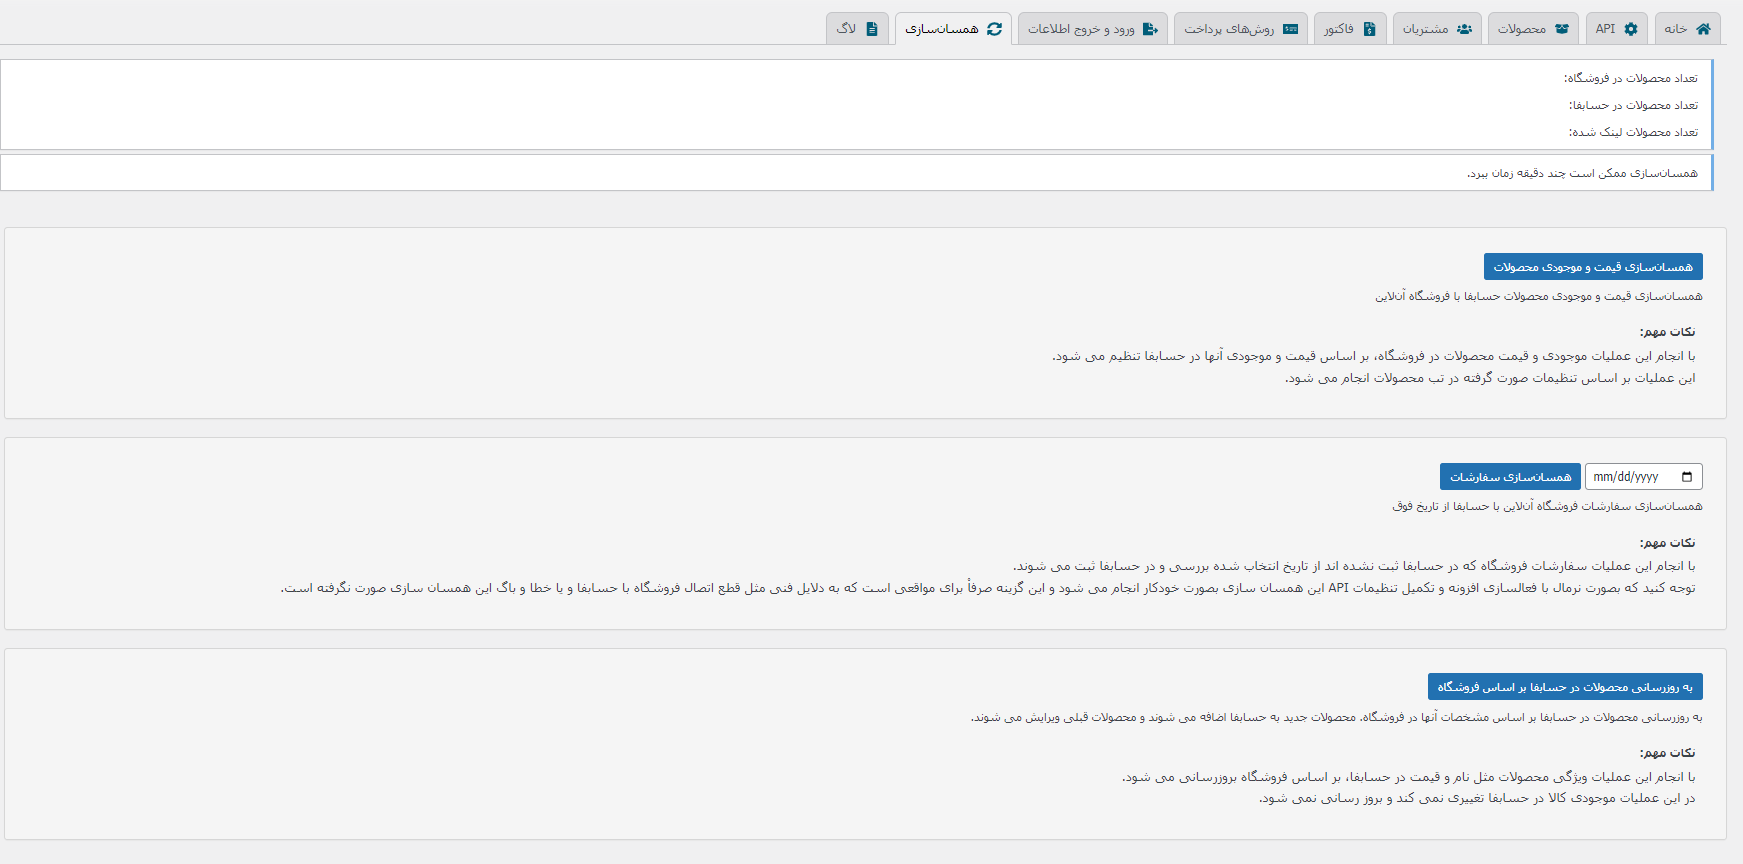 خانه
API
محصولات
مشتریان
فاکتور
روش‌های پرداخت
ورود و خروج اطلاعات
همسان‌سازی
لاگ
تعداد محصولات در فروشگاه:
تعداد محصولات در حسابفا:
تعداد محصولات لینک شده:
همسان‌سازی ممکن است چند دقیقه زمان ببرد.
همسان‌سازی قیمت و موجودی محصولات
همسان‌سازی قیمت و موجودی محصولات حسابفا با فروشگاه آنلاین
نکات مهم:
با انجام این عملیات موجودی و قیمت محصولات در فروشگاه، بر اساس قیمت و موجودی آنها در حسابفا تنظیم می شود.
این عملیات بر اساس تنظیمات صورت گرفته در تب محصولات انجام می شود.
mm/dd/yyyy همسان‌سازی سفارشات
همسان‌سازی سفارشات فروشگاه آنلاین با حسابفا از تاریخ فوق
نکات مهم:
با انجام این عملیات سفارشات فروشگاه که در حسابفا ثبت نشده اند از تاریخ انتخاب شده بررسی و در حسابفا ثبت می شوند.
توجه کنید که بصورت نرمال با فعالسازی افزونه و تکمیل تنظیمات API این همسان سازی بصورت خودکار انجام می شود و این گزینه صرفاً برای مواقعی است که به دلایل فنی مثل قطع اتصال فروشگاه با حسابفا و یا خطا و باگ این همسان سازی صورت نگرفته است.
به روزرسانی محصولات در حسابفا بر اساس فروشگاه
به روزرسانی محصولات در حسابفا بر اساس مشخصات آنها در فروشگاه. محصولات جدید به حسابفا اضافه می شوند و محصولات قبلی ویرایش می شوند.
نکات مهم:
با انجام این عملیات ویژگی محصولات مثل نام و قیمت در حسابفا، بر اساس فروشگاه بروزرسانی می شود.
در این عملیات موجودی کالا در حسابفا تغییری نمی کند و بروز رسانی نمی شود.